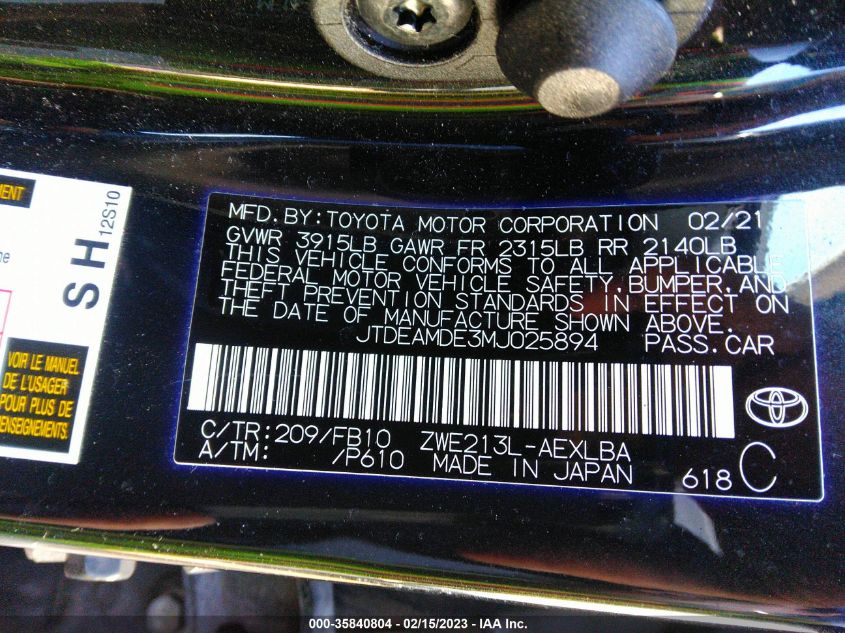 MENT
SH
12S10
VOIR LE MANUEL
DE L'USAGER
POUR PLUS DE
RENSEIGNEMENTS.
MFD. BY: TOYOTA MOTOR CORPORATION 02/21
GVWR 3915LB GAWR FR 2315LB RR 2140LB
THIS VEHICLE CONFORMS TO ALL APPLICABLE
FEDERAL MOTOR VEHICLE SAFETY, BUMPER, AND
THEFT PREVENTION STANDARDS IN EFFECT ON
THE DATE OF MANUFACTURE SHOWN ABOVE.
JTDEAMDE3MJ025894 PASS. CAR
C/TR: 209/FB10 ZWE213L-AEXLBA
A/TM: /P610 MADE IN JAPAN 618 C
000-35840804 - 02/15/2023 - IAA Inc.